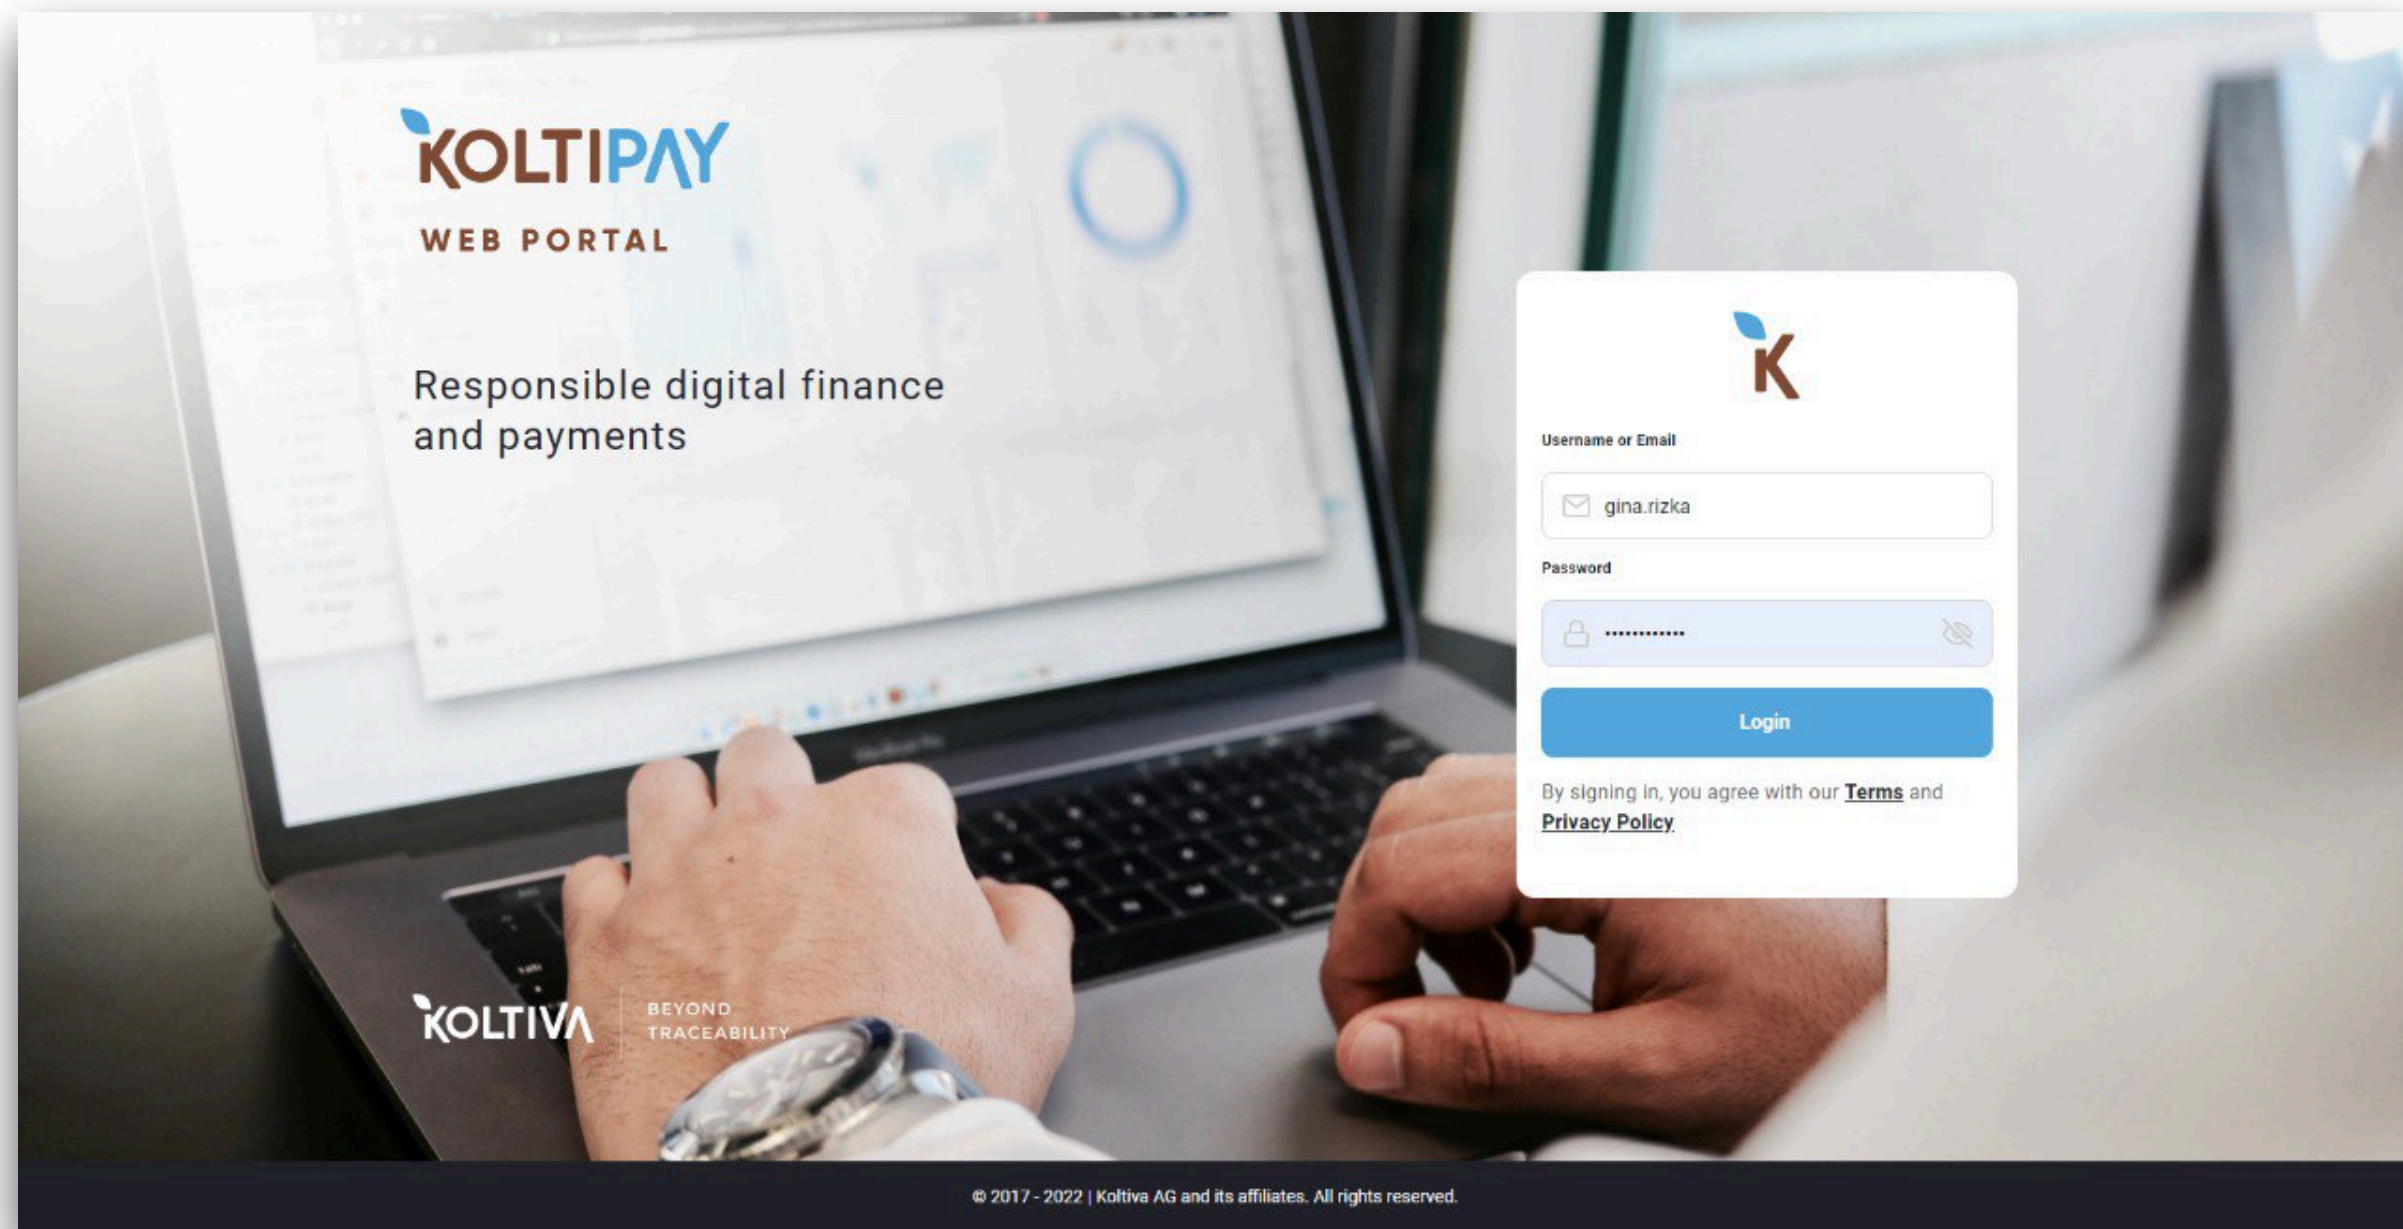 KOLTIPAY
WEB PORTAL
Responsible digital finance
and payments
K
Username or Email
gina.rizka
Password
••••••••••••
Login
By signing in, you agree with our Terms and
Privacy Policy
KOLTIVA
BEYOND
TRACEABILITY
© 2017 - 2022 | Koltiva AG and its affiliates. All rights reserved.